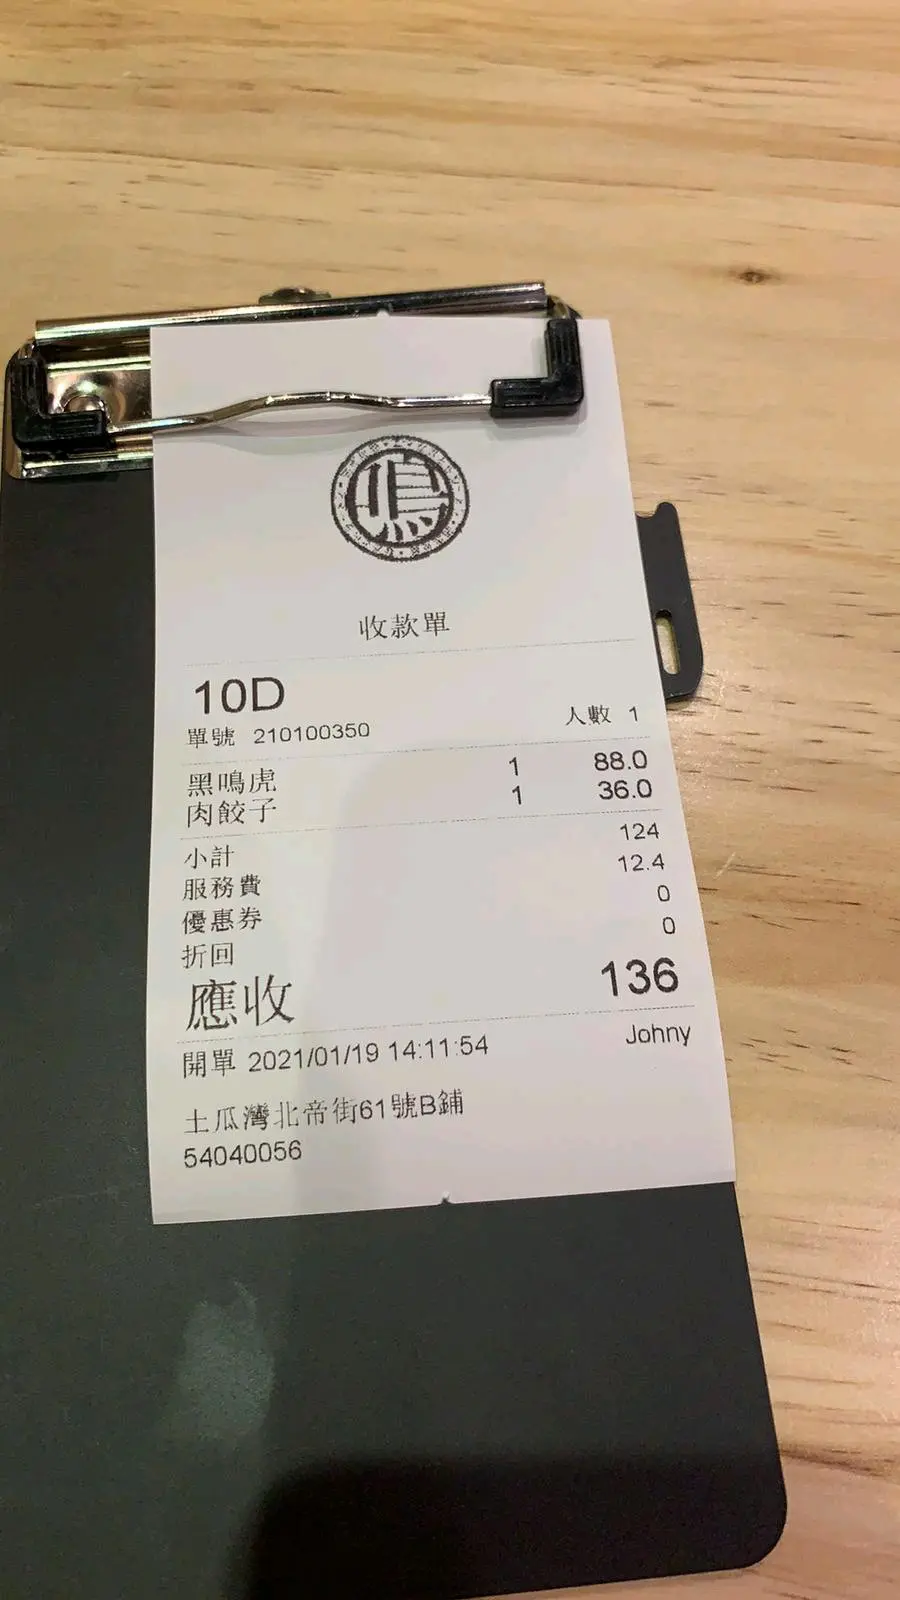 鳴
收款單
10D
單號 210100350 人數 1
黑鳴虎 1 88.0
肉餃子 1 36.0
小計 124
服務費 12.4
優惠券 0
折回 0
應收 136
開單 2021/01/19 14:11:54 Johny
土瓜灣北帝街61號B鋪
54040056